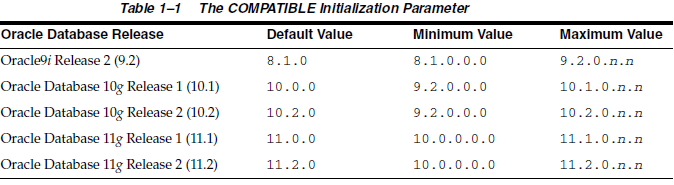 Table 1–1 The COMPATIBLE Initialization Parameter
Oracle Database Release Default Value Minimum Value Maximum Value
Oracle9i Release 2 (9.2) 8.1.0 8.1.0.0.0 9.2.0.n.n
Oracle Database 10g Release 1 (10.1) 10.0.0 9.2.0.0.0 10.1.0.n.n
Oracle Database 10g Release 2 (10.2) 10.2.0 9.2.0.0.0 10.2.0.n.n
Oracle Database 11g Release 1 (11.1) 11.0.0 10.0.0.0.0 11.1.0.n.n
Oracle Database 11g Release 2 (11.2) 11.2.0 10.0.0.0.0 11.2.0.n.n